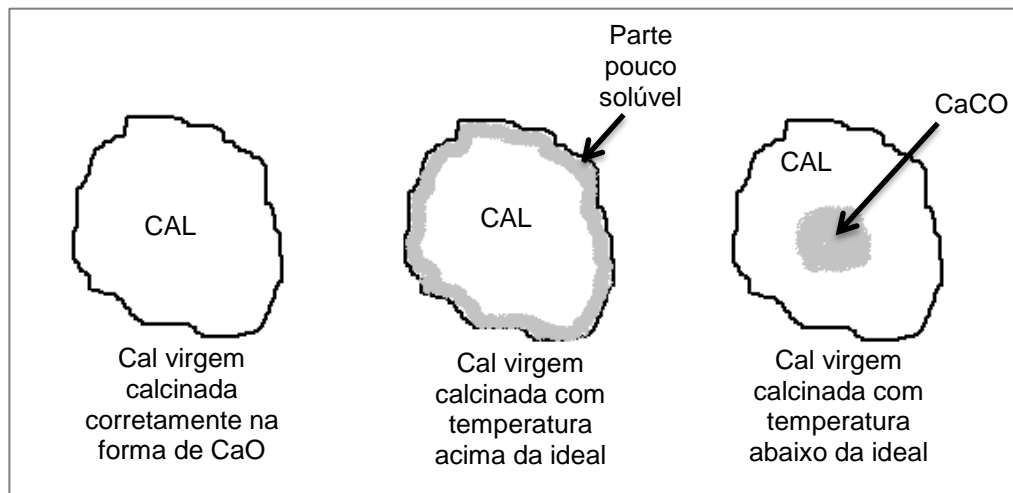 CAL
Cal virgem
calcinada
corretamente na
forma de CaO
Parte
pouco
solúvel
CAL
Cal virgem
calcinada com
temperatura
acima da ideal
CaCO
CAL
Cal virgem
calcinada com
temperatura
abaixo da ideal